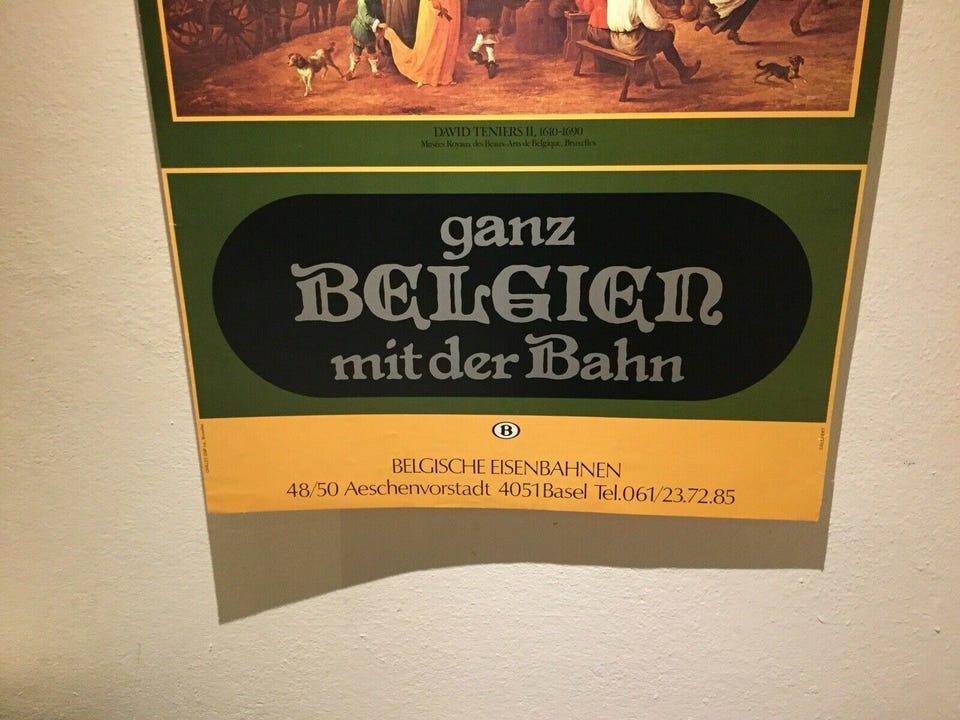 DAVID TENIERS II, 1610-1690
Musées Royaux des Beaux-Arts de Belgique, Bruxelles
ganz
BELGIEN
mit der Bahn
B
BELGISCHE EISENBAHNEN
48/50 Aeschenvorstadt 4051 Basel Tel.061/23.72.85